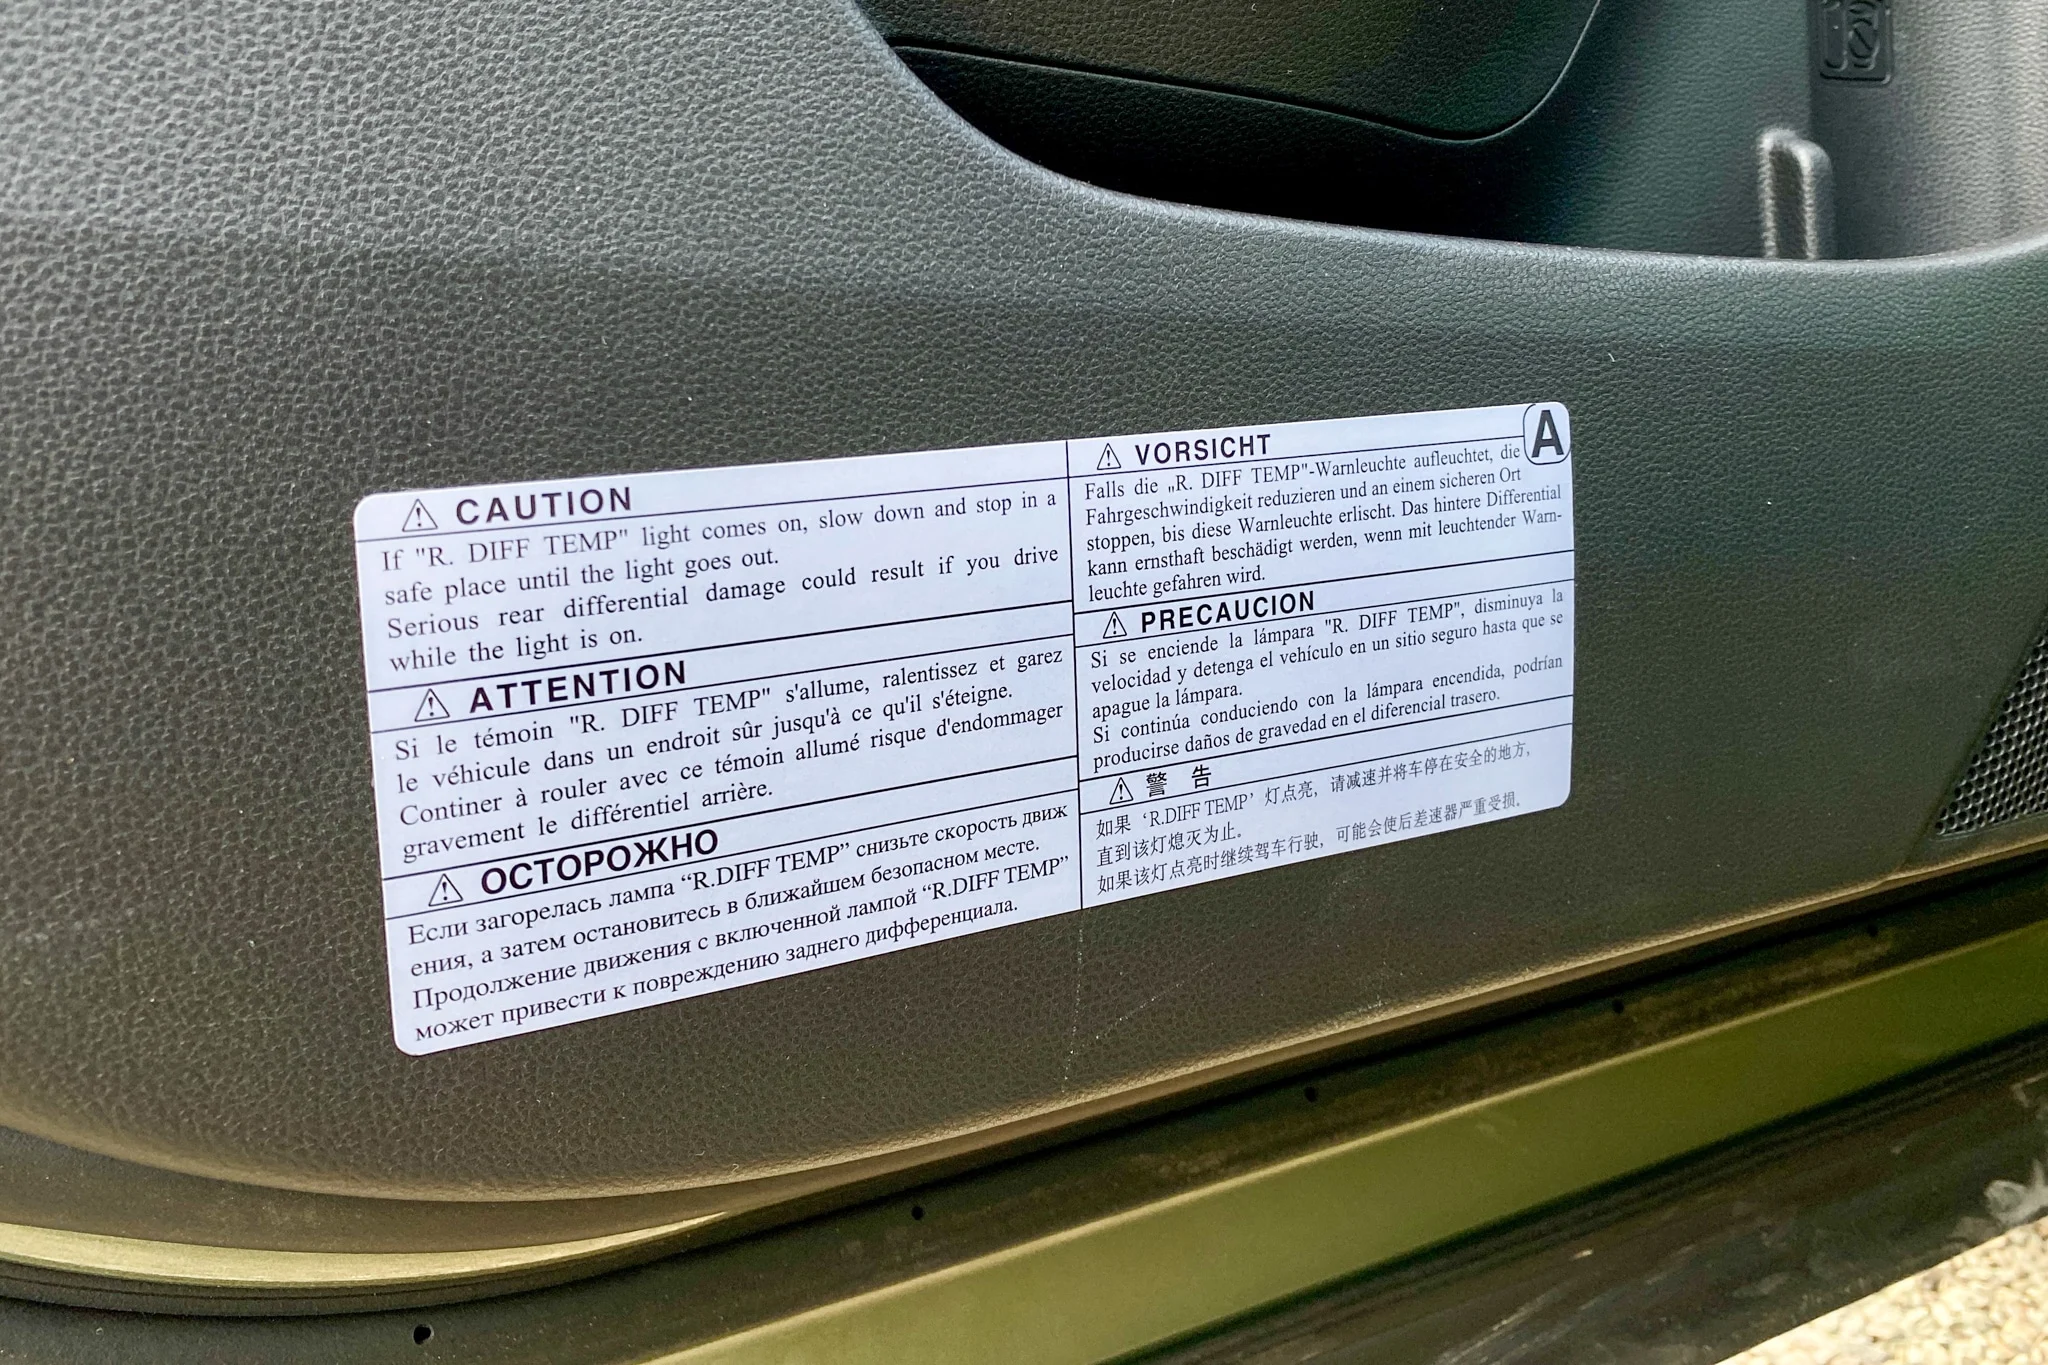 CAUTION
If "R. DIFF TEMP" light comes on, slow down and stop in a
safe place until the light goes out.
Serious rear differential damage could result if you drive
while the light is on.
ATTENTION
Si le témoin "R. DIFF TEMP" s'allume, ralentissez et garez
le véhicule dans un endroit sûr jusqu'à ce qu'il s'éteigne.
Continer à rouler avec ce témoin allumé risque d'endommager
gravement le différentiel arrière.
ОСТОРОЖНО
Если загорелась лампа “R.DIFF TEMP” снизьте скорость движ
ения, а затем остановитесь в ближайшем безопасном месте.
Продолжение движения с включенной лампой “R.DIFF TEMP”
может привести к повреждению заднего дифференциала.
VORSICHT
A
Falls die „R. DIFF TEMP"-Warnleuchte aufleuchtet, die
Fahrgeschwindigkeit reduzieren und an einem sicheren Ort
stoppen, bis diese Warnleuchte erlischt. Das hintere Differential
kann ernsthaft beschädigt werden, wenn mit leuchtender Warn-
leuchte gefahren wird.
PRECAUCION
Si se enciende la lámpara "R. DIFF TEMP", disminuya la
velocidad y detenga el vehículo en un sitio seguro hasta que se
apague la lámpara.
Si continúa conduciendo con la lámpara encendida, podrían
producirse daños de gravedad en el diferencial trasero.
警 告
如果‘R.DIFF TEMP’灯点亮，请减速并将车停在安全的地方，
直到该灯熄灭为止。
如果该灯点亮时继续驾车行驶，可能会使后差速器严重受损。